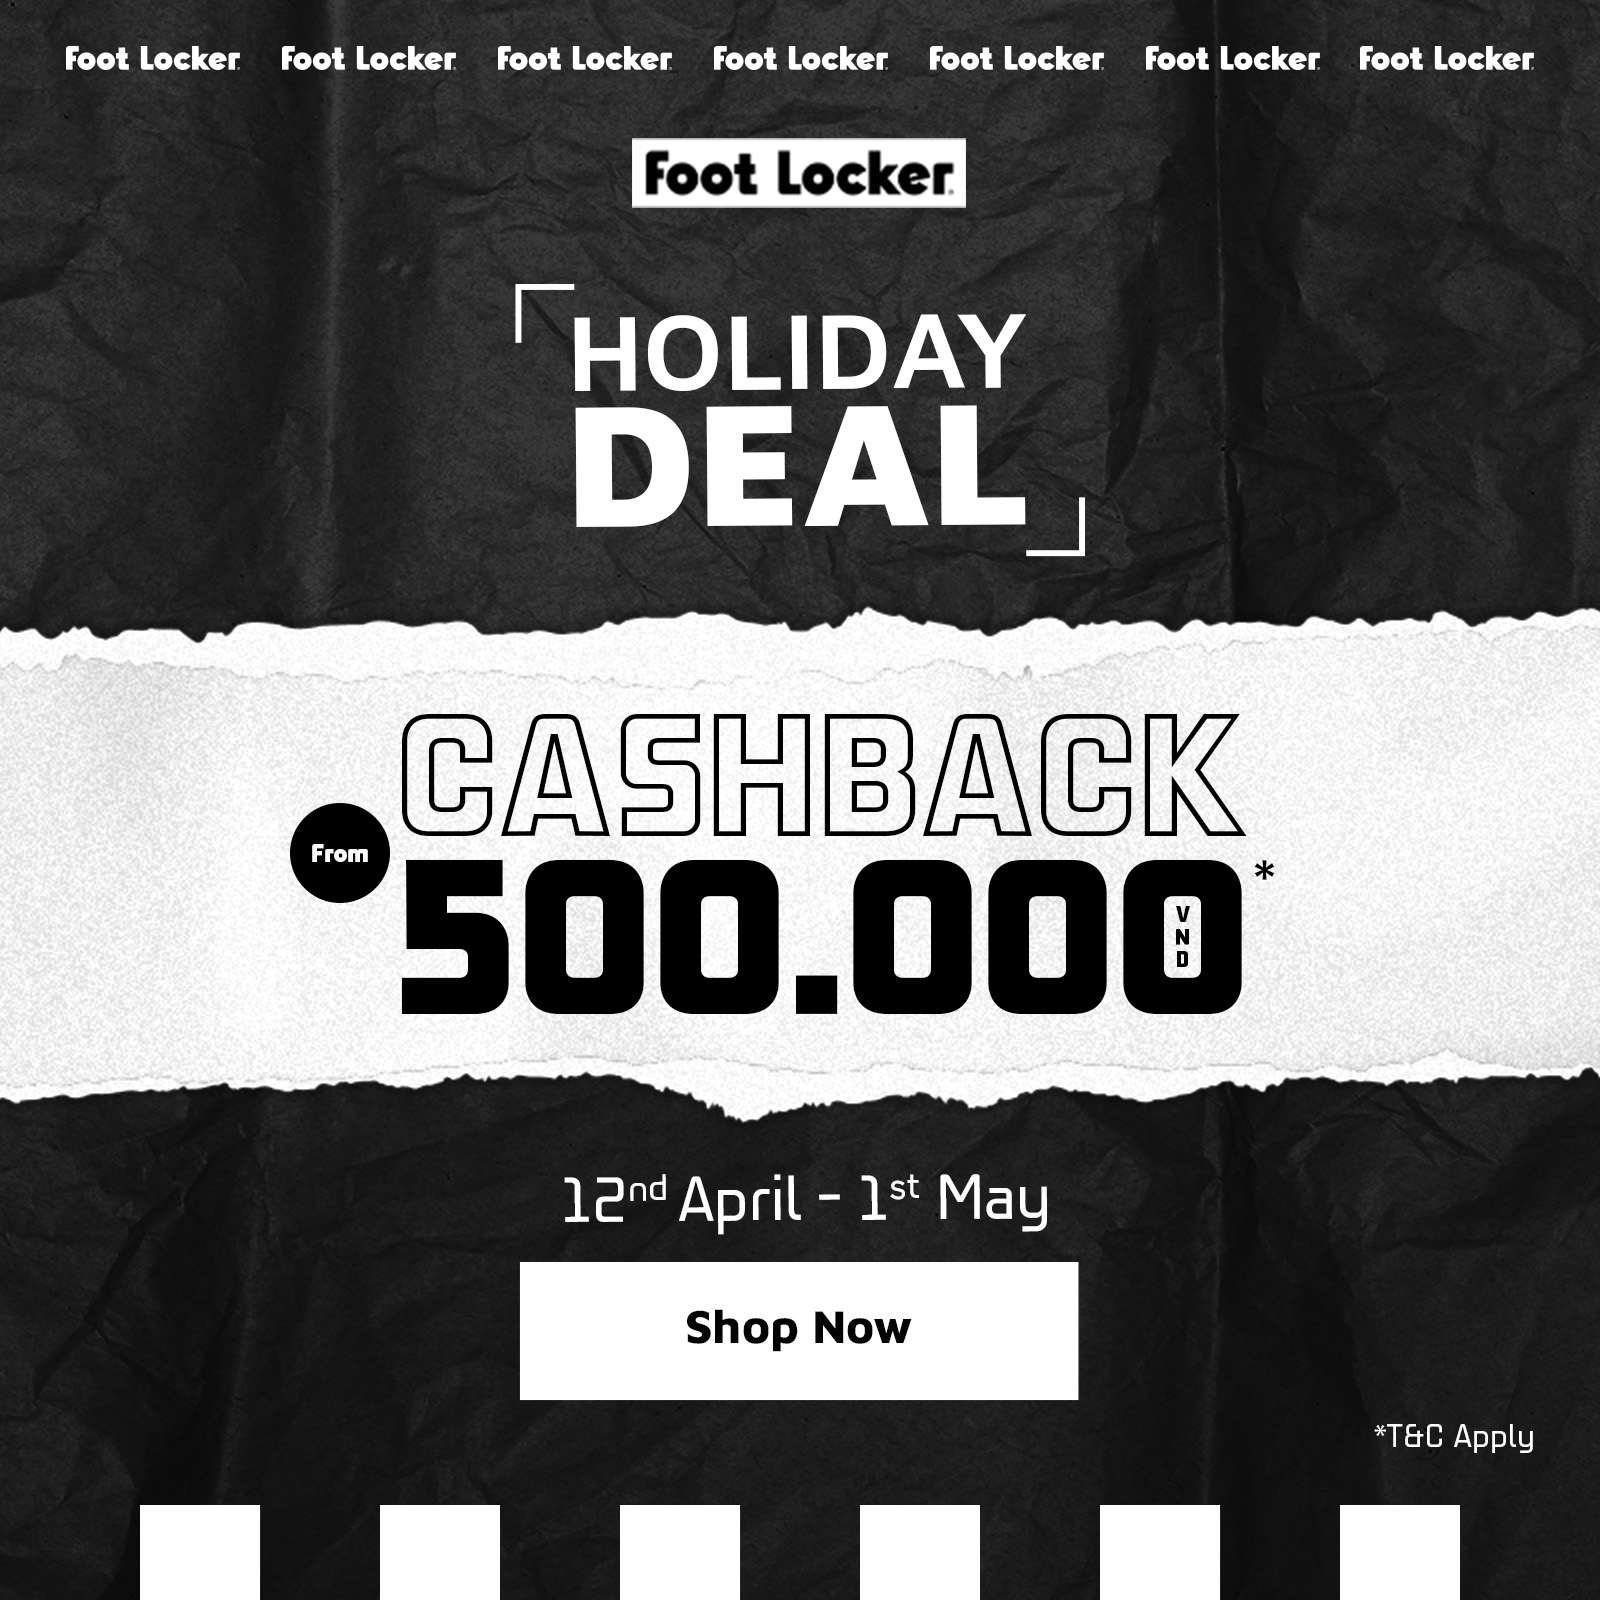 Foot Locker Foot Locker Foot Locker Foot Locker Foot Locker Foot Locker Foot Locker
Foot Locker
HOLIDAY
DEAL
CASHBACK
From
500.000 VND*
12nd April - 1st May
Shop Now
*T&C Apply